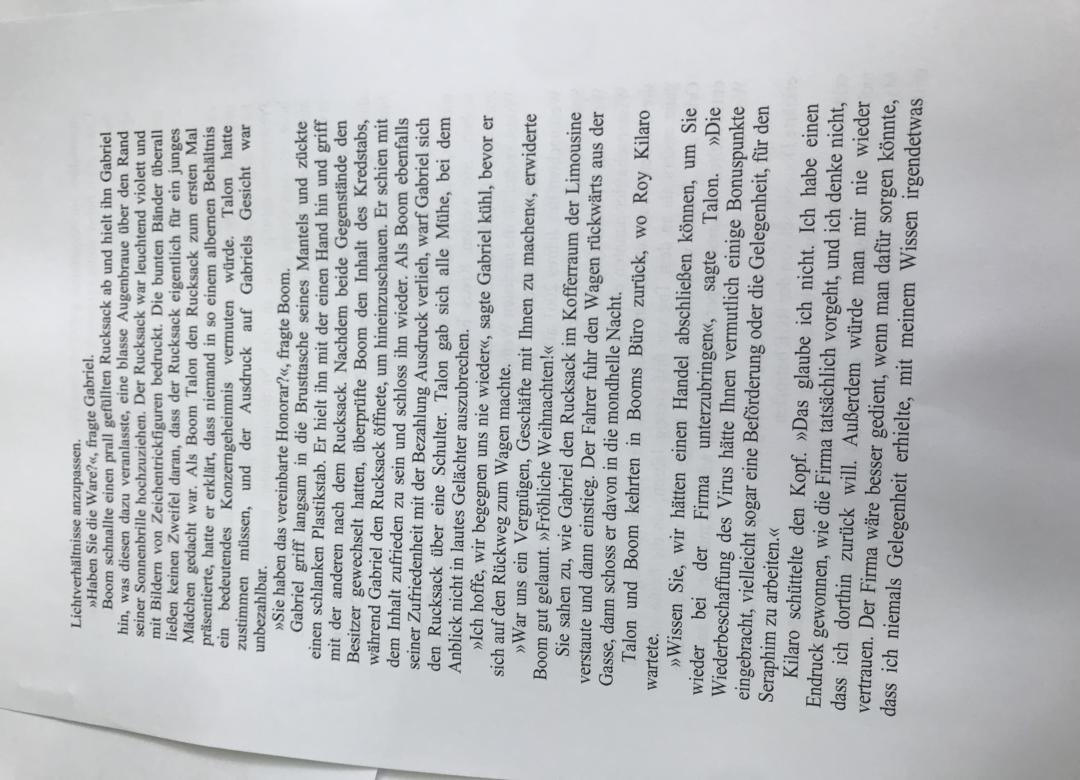 Lichtverhältnisse anzupassen.
»Haben Sie die Ware?«, fragte Gabriel.
Boom schnallte einen prall gefüllten Rucksack ab und hielt ihn Gabriel
hin, was diesen dazu veranlasste, eine blasse Augenbraue über den Rand
seiner Sonnenbrille hochzuziehen. Der Rucksack war leuchtend violett und
mit Bildern von Zeichentrickfiguren bedruckt. Die bunten Bänder überall
ließen keinen Zweifel daran, dass der Rucksack eigentlich für ein junges
Mädchen gedacht war. Als Boom Talon den Rucksack zum ersten Mal
präsentierte, hatte er erklärt, dass niemand in so einem albernen Behältnis
ein bedeutendes Konzerngeheimnis vermuten würde. Talon hatte
zustimmen müssen, und der Ausdruck auf Gabriels Gesicht war
unbezahlbar.
»Sie haben das vereinbarte Honorar?«, fragte Boom.
Gabriel griff langsam in die Brusttasche seines Mantels und zückte
einen schlanken Plastikstab. Er hielt ihn mit der einen Hand hin und griff
mit der anderen nach dem Rucksack. Nachdem beide Gegenstände den
Besitzer gewechselt hatten, überprüfte Boom den Inhalt des Kredstabs,
während Gabriel den Rucksack öffnete, um hineinzuschauen. Er schien mit
dem Inhalt zufrieden zu sein und schloss ihn wieder. Als Boom ebenfalls
seiner Zufriedenheit mit der Bezahlung Ausdruck verlieh, warf Gabriel sich
den Rucksack über eine Schulter. Talon gab sich alle Mühe, bei dem
Anblick nicht in lautes Gelächter auszubrechen.
»Ich hoffe, wir begegnen uns nie wieder«, sagte Gabriel kühl, bevor er
sich auf den Rückweg zum Wagen machte.
»War uns ein Vergnügen, Geschäfte mit Ihnen zu machen«, erwiderte
Boom gut gelaunt. »Fröhliche Weihnachten!«
Sie sahen zu, wie Gabriel den Rucksack im Kofferraum der Limousine
verstaute und dann einstieg. Der Fahrer fuhr den Wagen rückwärts aus der
Gasse, dann schoss er davon in die mondhelle Nacht.
Talon und Boom kehrten in Booms Büro zurück, wo Roy Kilaro
wartete.
»Wissen Sie, wir hätten einen Handel abschließen können, um Sie
wieder bei der Firma unterzubringen«, sagte Talon. »Die
Wiederbeschaffung des Virus hätte Ihnen vermutlich einige Bonuspunkte
eingebracht, vielleicht sogar eine Beförderung oder die Gelegenheit, für den
Seraphim zu arbeiten.«
Kilaro schüttelte den Kopf. »Das glaube ich nicht. Ich habe einen
Endruck gewonnen, wie die Firma tatsächlich vorgeht, und ich denke nicht,
dass ich dorthin zurück will. Außerdem würde man mir nie wieder
vertrauen. Der Firma wäre besser gedient, wenn man dafür sorgen könnte,
dass ich niemals Gelegenheit erhielte, mit meinem Wissen irgendetwas